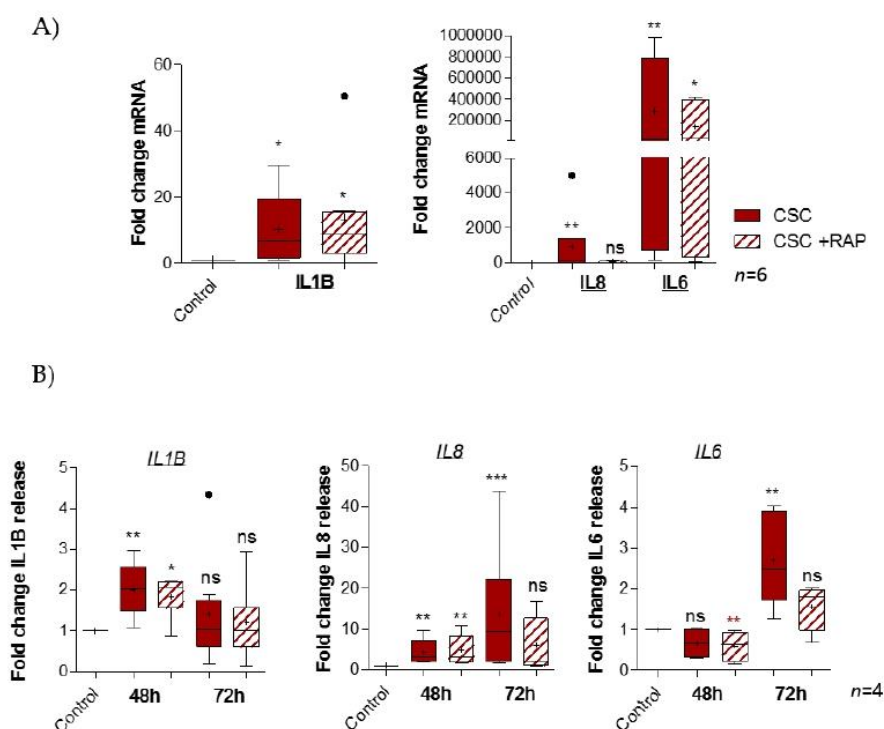 A)
Fold change mRNA
60
40
20
0
*
*
Control
IL1B
Fold change mRNA
1000000
800000
600000
400000
200000
6000
4000
2000
0
**
ns
**
*
Control
IL8
IL6
CSC
CSC +RAP
n=6
B)
IL1B
Fold change IL1B release
5
4
3
2
1
0
**
*
ns
ns
Control
48h
72h
IL8
Fold change IL8 release
50
40
30
20
10
0
**
**
***
ns
Control
48h
72h
IL6
Fold change IL6 release
5
4
3
2
1
0
ns
**
**
ns
Control
48h
72h
n=4